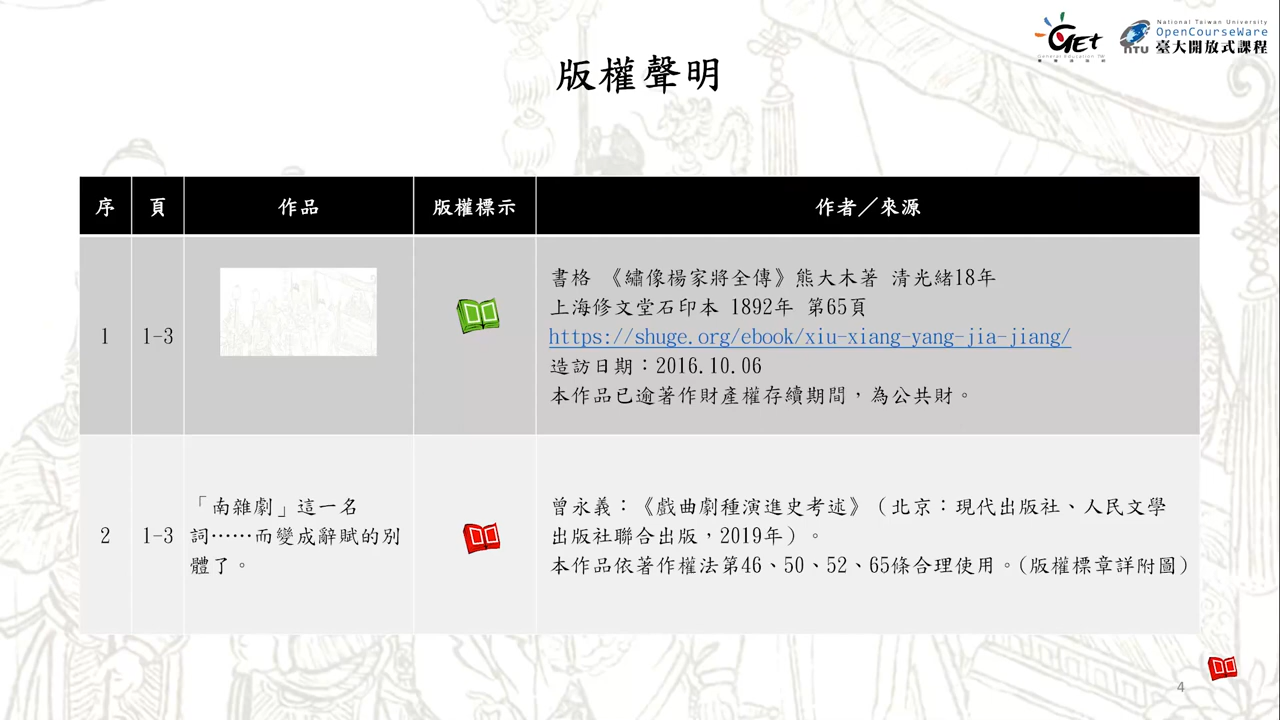 GET
General Education TW
National Taiwan University
OpenCourseWare
NTU
臺大開放式課程
版權聲明
序 頁 作品 版權標示 作者／來源
1 1-3
書格 《繡像楊家將全傳》熊大木著 清光緒18年
上海修文堂石印本 1892年 第65頁
https://shuge.org/ebook/xiu-xiang-yang-jia-jiang/
造訪日期：2016.10.06
本作品已逾著作財產權存續期間，為公共財。
2 1-3
「南雜劇」這一名
詞……而變成辭賦的別
體了。
曾永義：《戲曲劇種演進史考述》（北京：現代出版社、人民文學
出版社聯合出版，2019年）。
本作品依著作權法第46、50、52、65條合理使用。(版權標章詳附圖)
4